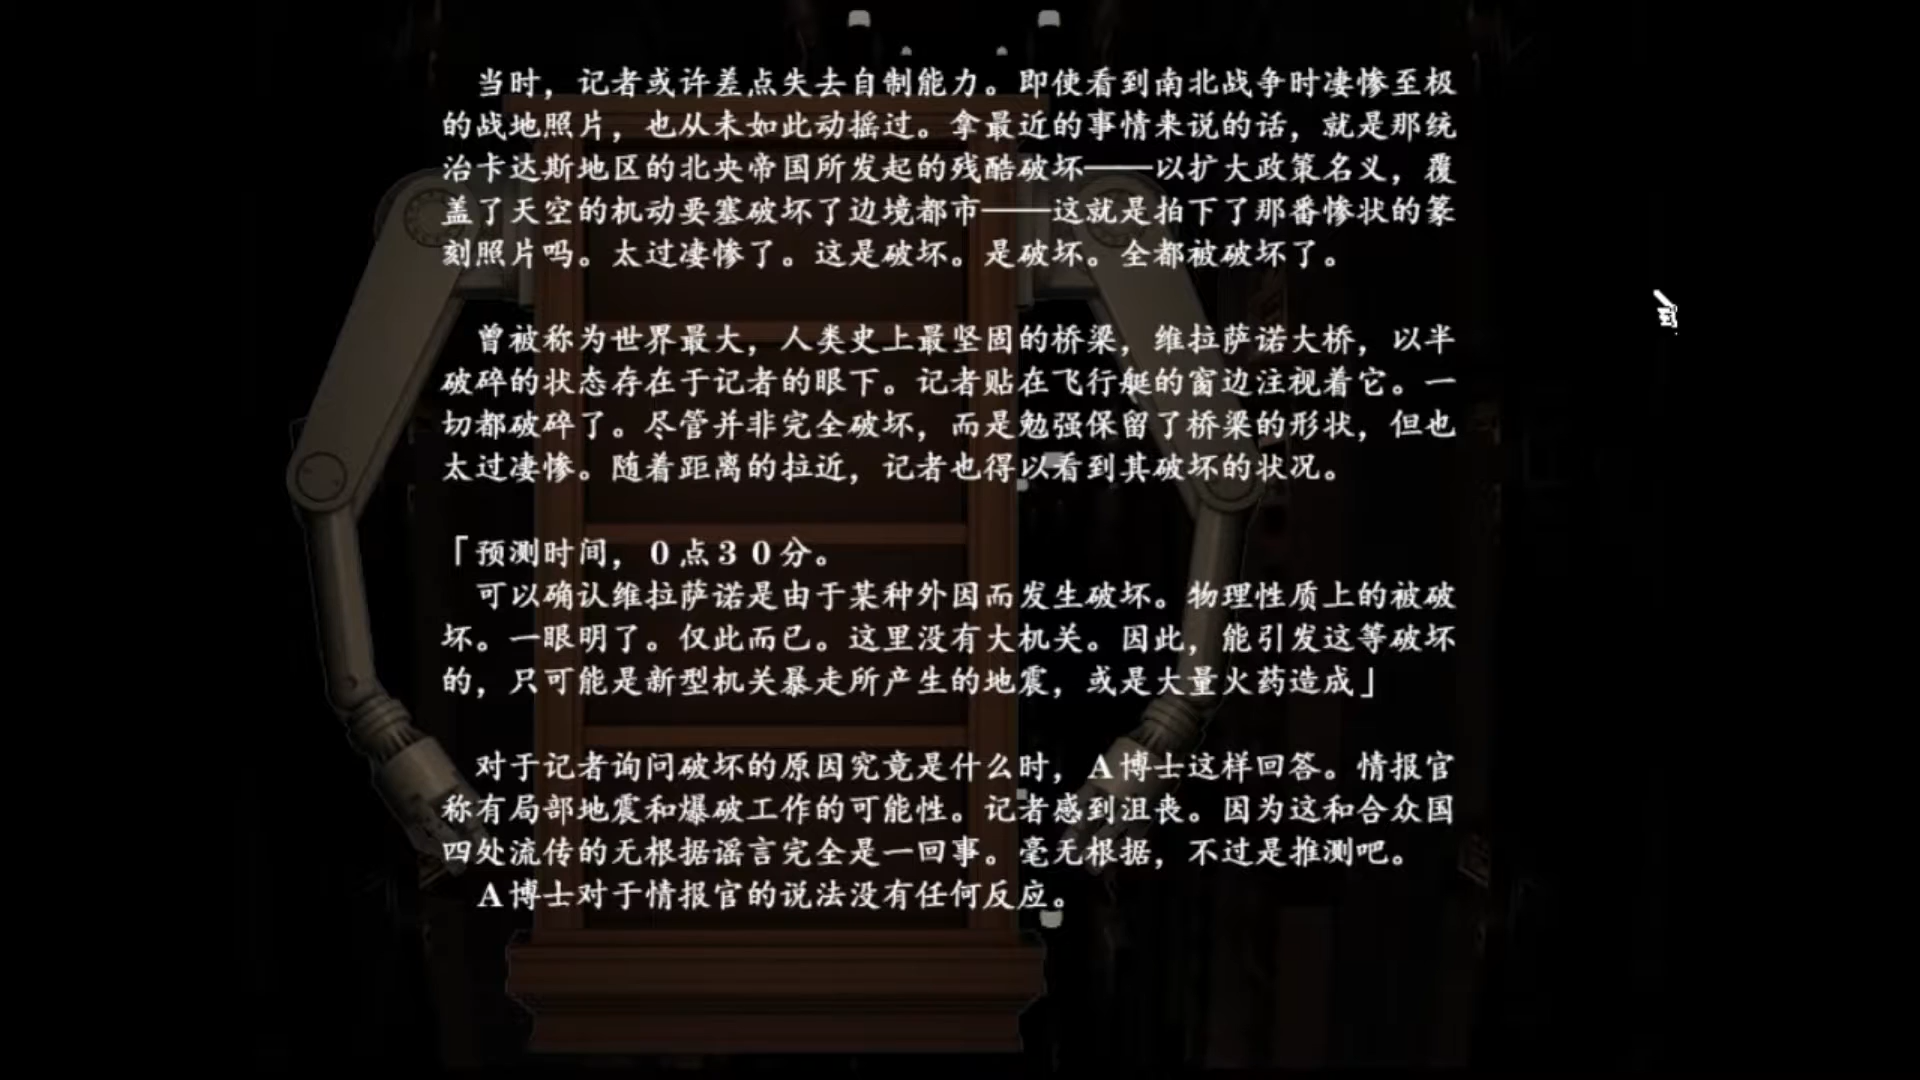 当时，记者或许差点失去自制能力。即使看到南北战争时凄惨至极
的战地照片，也从未如此动摇过。拿最近的事情来说的话，就是那统
治卡达斯地区的北央帝国所发起的残酷破坏——以扩大政策名义，覆
盖了天空的机动要塞破坏了边境都市——这就是拍下了那番惨状的篆
刻照片吗。太过凄惨了。这是破坏。是破坏。全都被破坏了。
曾被称为世界最大，人类史上最坚固的桥梁，维拉萨诺大桥，以半
破碎的状态存在于记者的眼下。记者贴在飞行艇的窗边注视着它。一
切都破碎了。尽管并非完全破坏，而是勉强保留了桥梁的形状，但也
太过凄惨。随着距离的拉近，记者也得以看到其破坏的状况。
「预测时间，０点３０分。
可以确认维拉萨诺是由于某种外因而发生破坏。物理性质上的被破
坏。一眼明了。仅此而已。这里没有大机关。因此，能引发这等破坏
的，只可能是新型机关暴走所产生的地震，或是大量火药造成」
对于记者询问破坏的原因究竟是什么时，Ａ博士这样回答。情报官
称有局部地震和爆破工作的可能性。记者感到沮丧。因为这和合众国
四处流传的无根据谣言完全是一回事。毫无根据，不过是推测吧。
Ａ博士对于情报官的说法没有任何反应。